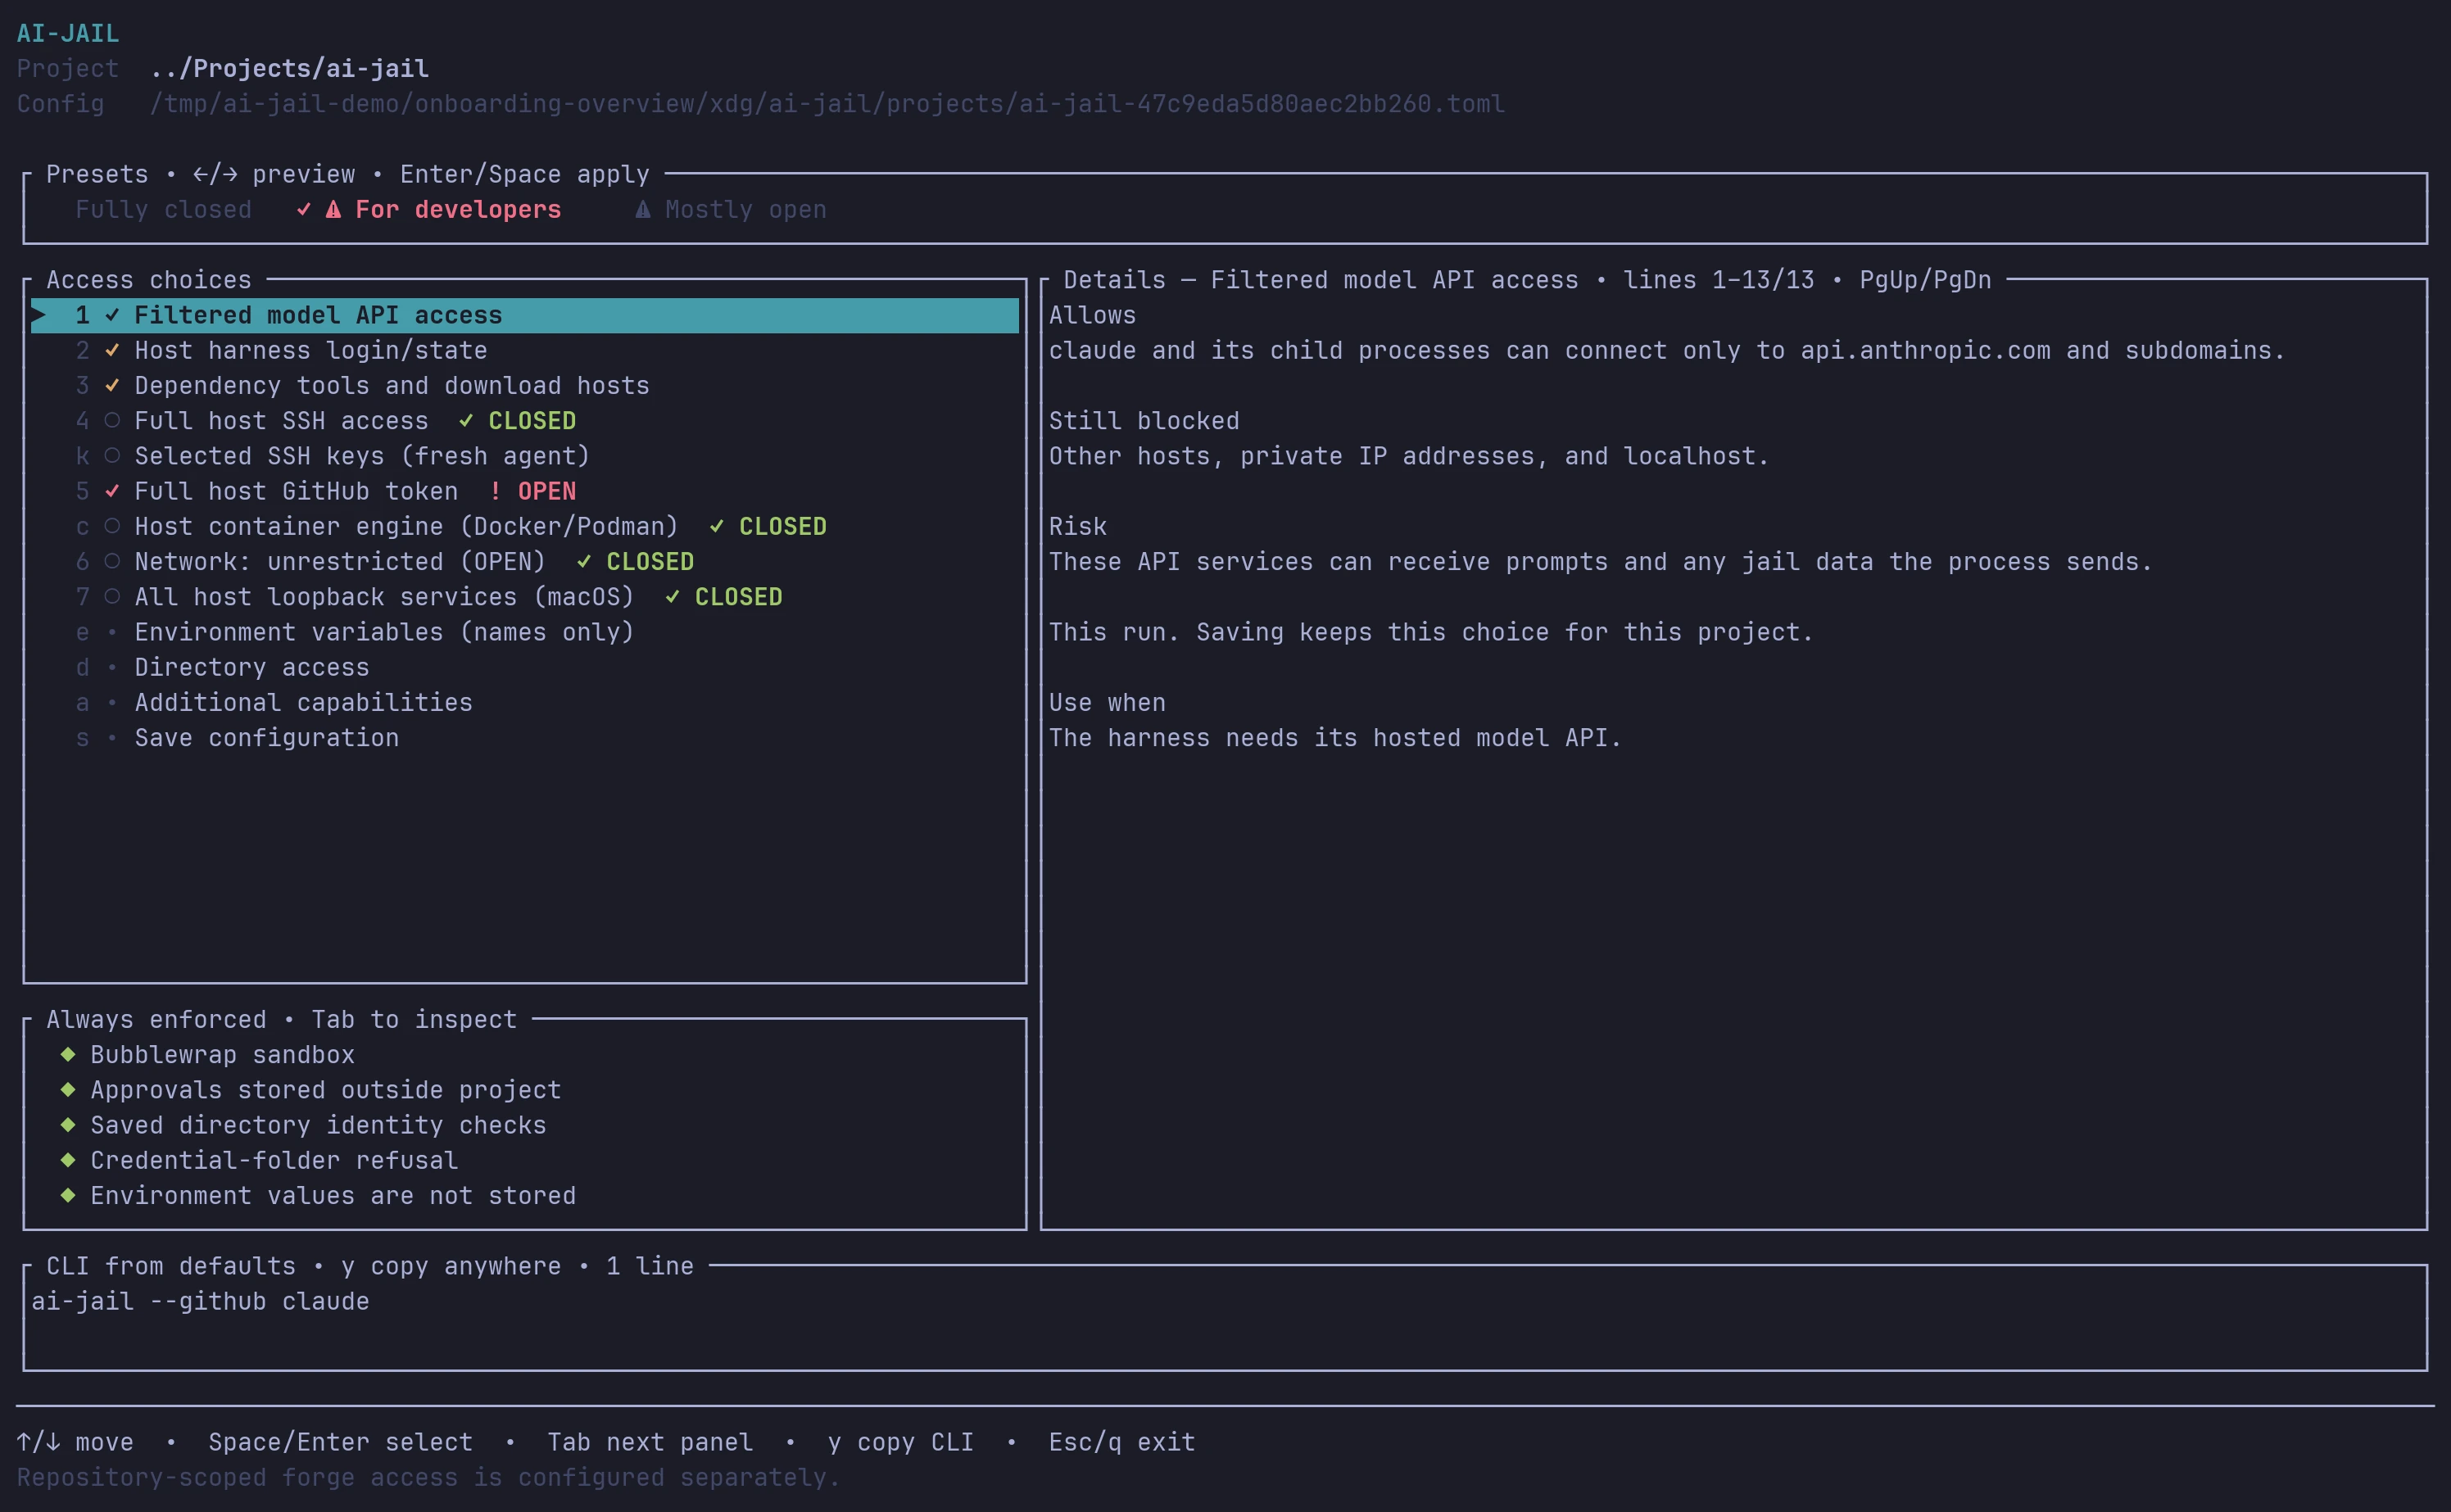 AI-JAIL
Project ../Projects/ai-jail
Config /tmp/ai-jail-demo/onboarding-overview/xdg/ai-jail/projects/ai-jail-47c9eda5d80aec2bb260.toml
Presets • ←/→ preview • Enter/Space apply
Fully closed ✓ ⚠ For developers ⚠ Mostly open
Access choices
▶ 1 ✓ Filtered model API access
2 ✓ Host harness login/state
3 ✓ Dependency tools and download hosts
4 ○ Full host SSH access ✓ CLOSED
k ○ Selected SSH keys (fresh agent)
5 ✓ Full host GitHub token ! OPEN
c ○ Host container engine (Docker/Podman) ✓ CLOSED
6 ○ Network: unrestricted (OPEN) ✓ CLOSED
7 ○ All host loopback services (macOS) ✓ CLOSED
e • Environment variables (names only)
d • Directory access
a • Additional capabilities
s • Save configuration
Details — Filtered model API access • lines 1–13/13 • PgUp/PgDn
Allows
claude and its child processes can connect only to api.anthropic.com and subdomains.
Still blocked
Other hosts, private IP addresses, and localhost.
Risk
These API services can receive prompts and any jail data the process sends.
This run. Saving keeps this choice for this project.
Use when
The harness needs its hosted model API.
Always enforced • Tab to inspect
◆ Bubblewrap sandbox
◆ Approvals stored outside project
◆ Saved directory identity checks
◆ Credential-folder refusal
◆ Environment values are not stored
CLI from defaults • y copy anywhere • 1 line
ai-jail --github claude
↑/↓ move • Space/Enter select • Tab next panel • y copy CLI • Esc/q exit
Repository-scoped forge access is configured separately.